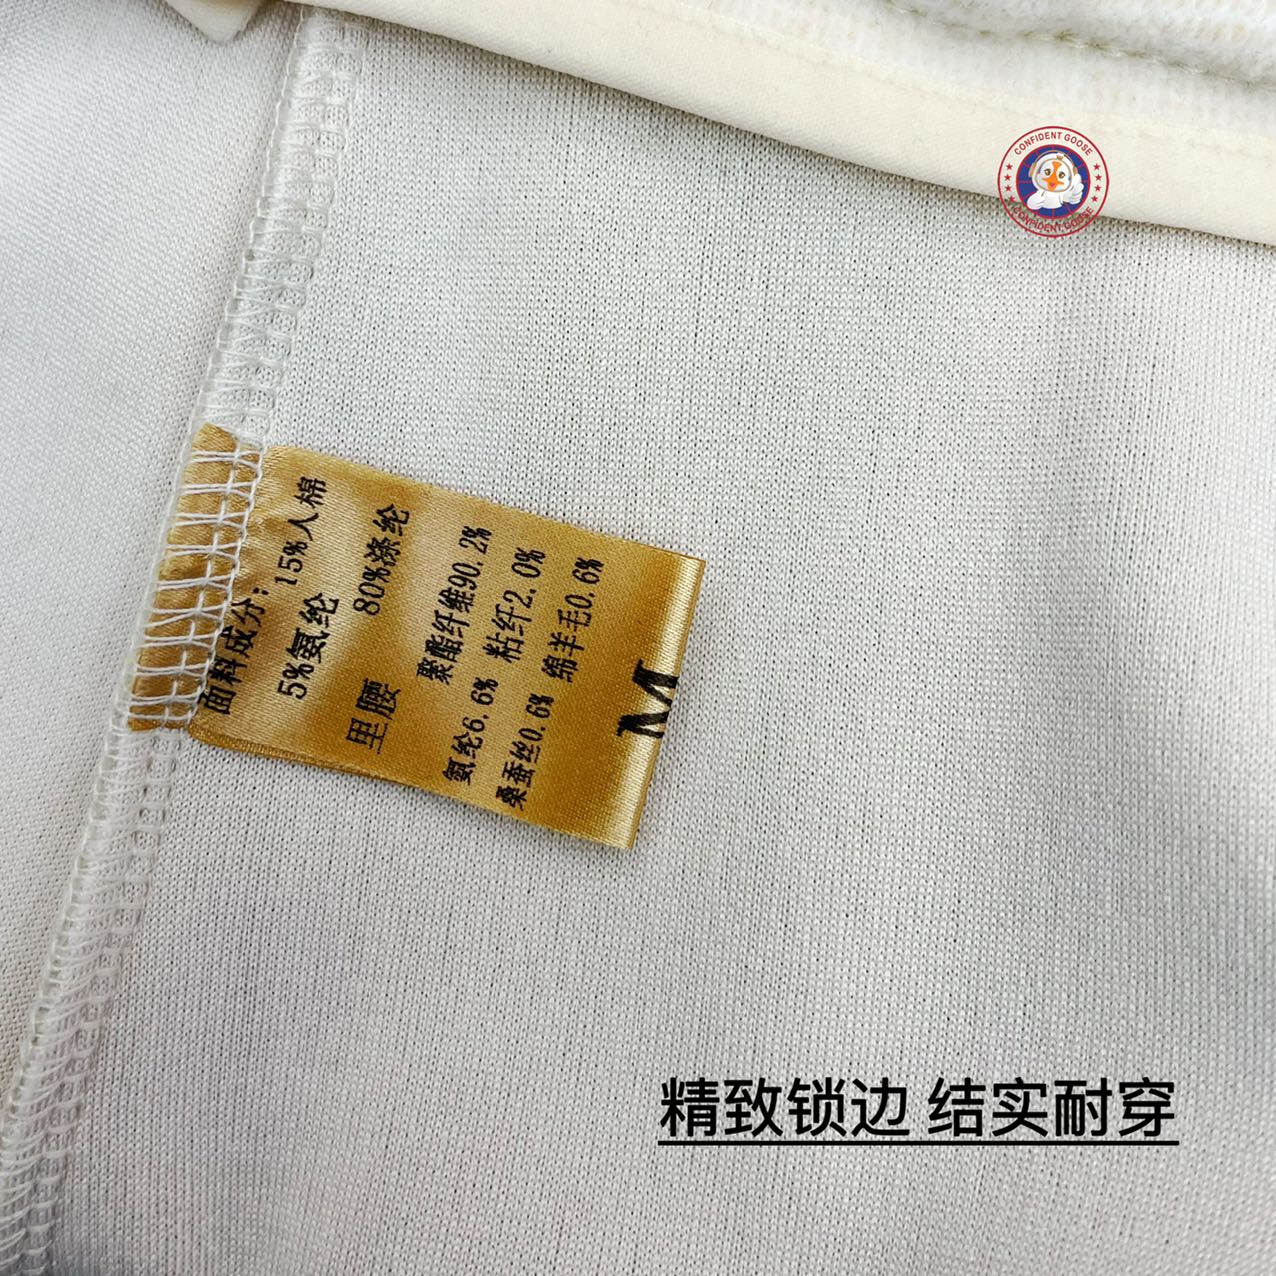 CONFIDENT GOOSE
CONFIDENT GOOSE
面料成分：15%人棉
5%氨纶 80%涤纶
里腰
聚酯纤维90.2%
氨纶6.6% 粘纤2.0%
桑蚕丝0.6% 绵羊毛0.6%
M
精致锁边 结实耐穿